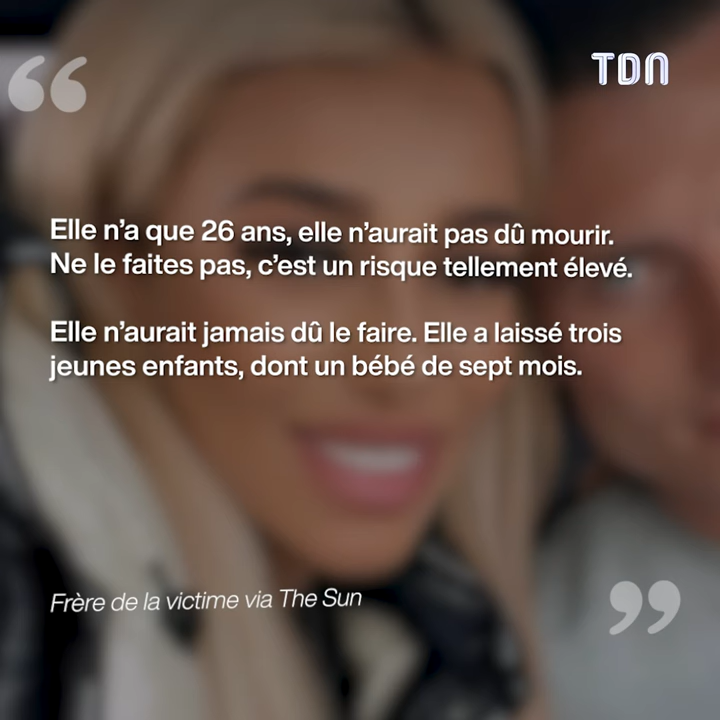 “
TDN
Elle n’a que 26 ans, elle n’aurait pas dû mourir.
Ne le faites pas, c’est un risque tellement élevé.
Elle n’aurait jamais dû le faire. Elle a laissé trois
jeunes enfants, dont un bébé de sept mois.
Frère de la victime via The Sun
”